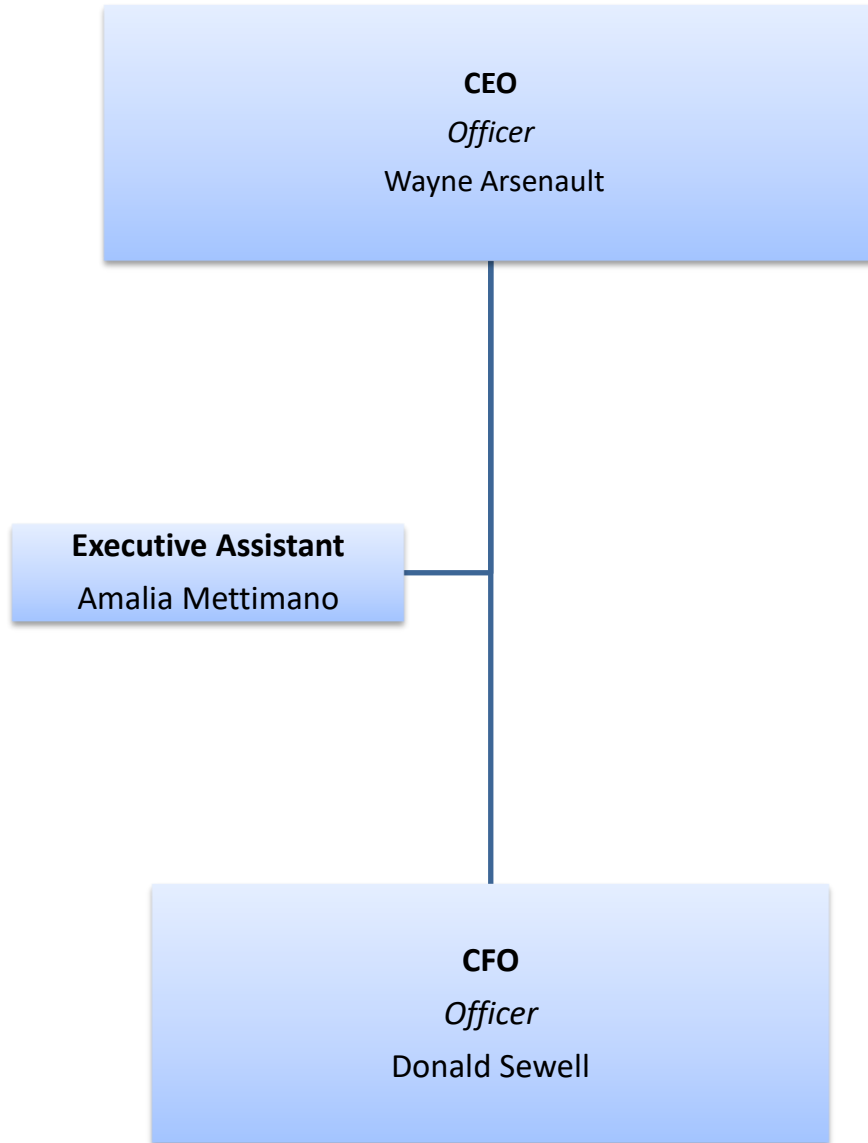 CEO
Officer
Wayne Arsenault
Executive Assistant
Amalia Mettimano
CFO
Officer
Donald Sewell